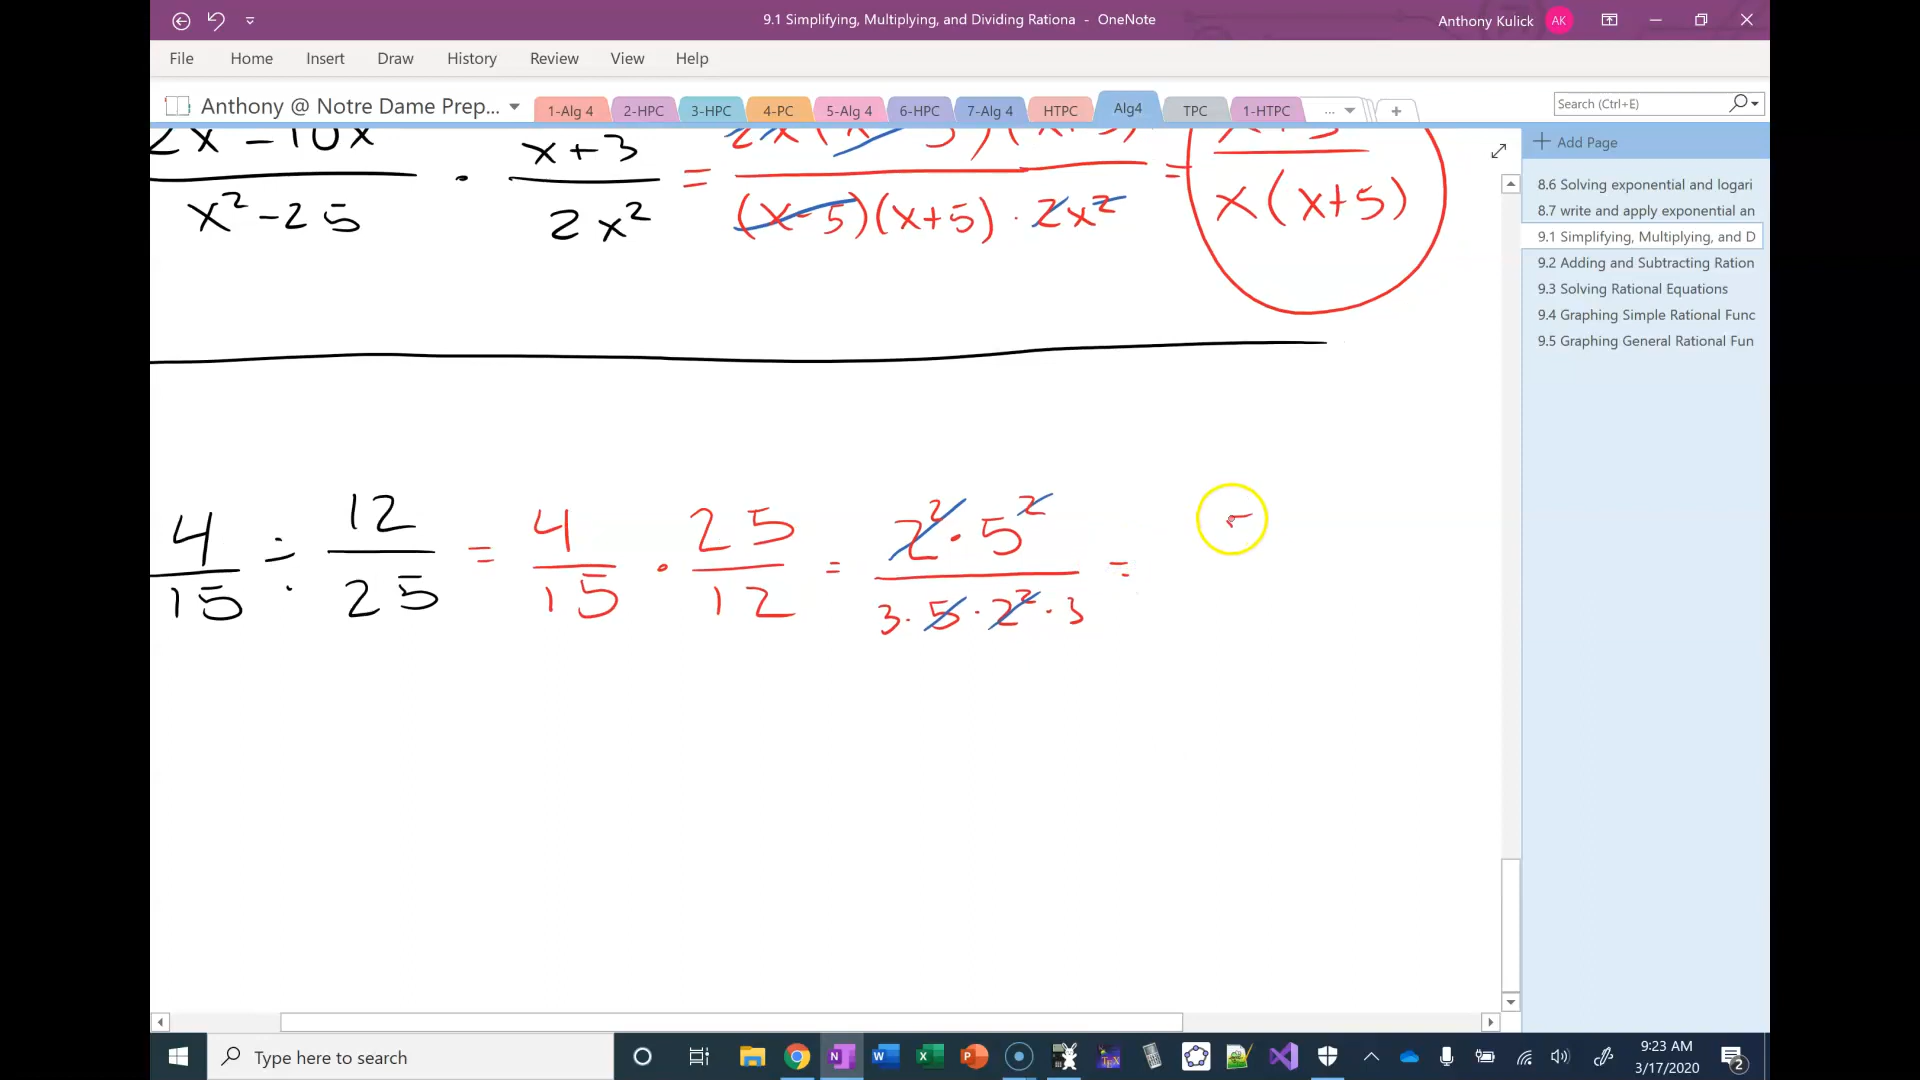 9.1 Simplifying, Multiplying, and Dividing Rationa - OneNote
Anthony Kulick AK
File Home Insert Draw History Review View Help
Anthony @ Notre Dame Prep...
1-Alg 4 2-HPC 3-HPC 4-PC 5-Alg 4 6-HPC 7-Alg 4 HTPC Alg4 TPC 1-HTPC ... +
Search (Ctrl+E)
+ Add Page
8.6 Solving exponential and logari
8.7 write and apply exponential an
9.1 Simplifying, Multiplying, and D
9.2 Adding and Subtracting Ration
9.3 Solving Rational Equations
9.4 Graphing Simple Rational Func
9.5 Graphing General Rational Fun
x+3
x² - 25 · 2x² = (x-5)(x+5) · 2x² = x(x+5)
4/15 ÷ 12/25 = 4/15 · 25/12 = 2² · 5² / 3 · 5 · 2² · 3 =
Type here to search
9:23 AM
3/17/2020
2